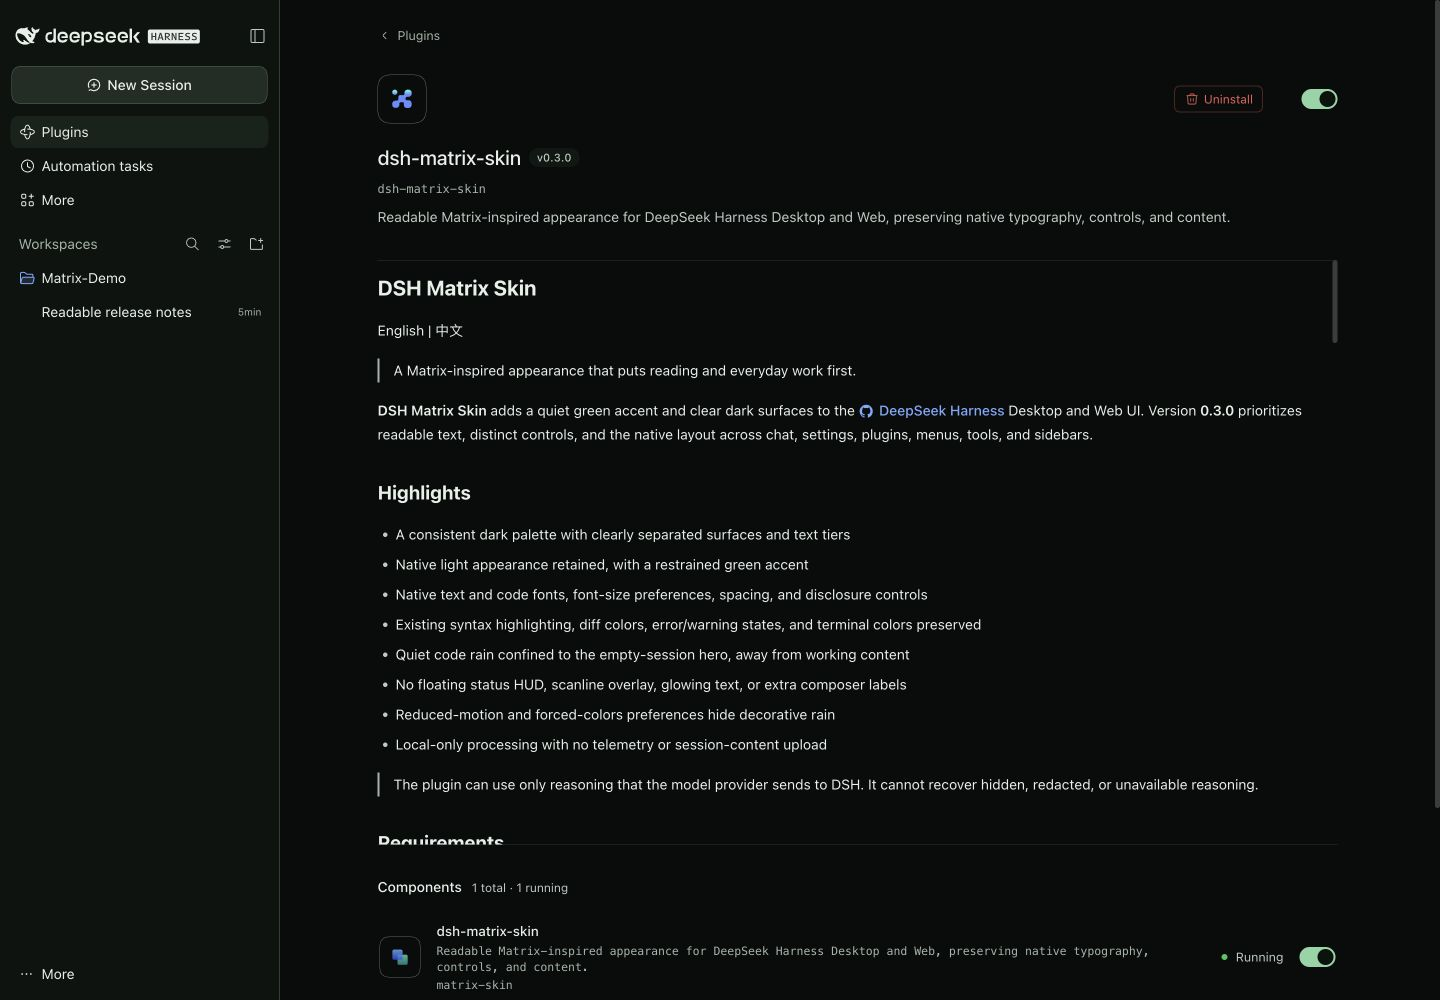 deepseek HARNESS
New Session
Plugins
Automation tasks
More
Workspaces
Matrix-Demo
Readable release notes 5min
More
Plugins
Uninstall
dsh-matrix-skin v0.3.0
dsh-matrix-skin
Readable Matrix-inspired appearance for DeepSeek Harness Desktop and Web, preserving native typography, controls, and content.
DSH Matrix Skin
English | 中文
A Matrix-inspired appearance that puts reading and everyday work first.
DSH Matrix Skin adds a quiet green accent and clear dark surfaces to the DeepSeek Harness Desktop and Web UI. Version 0.3.0 prioritizes
readable text, distinct controls, and the native layout across chat, settings, plugins, menus, tools, and sidebars.
Highlights
• A consistent dark palette with clearly separated surfaces and text tiers
• Native light appearance retained, with a restrained green accent
• Native text and code fonts, font-size preferences, spacing, and disclosure controls
• Existing syntax highlighting, diff colors, error/warning states, and terminal colors preserved
• Quiet code rain confined to the empty-session hero, away from working content
• No floating status HUD, scanline overlay, glowing text, or extra composer labels
• Reduced-motion and forced-colors preferences hide decorative rain
• Local-only processing with no telemetry or session-content upload
The plugin can use only reasoning that the model provider sends to DSH. It cannot recover hidden, redacted, or unavailable reasoning.
Requirements
Components 1 total · 1 running
dsh-matrix-skin
Readable Matrix-inspired appearance for DeepSeek Harness Desktop and Web, preserving native typography,
controls, and content.
matrix-skin
Running